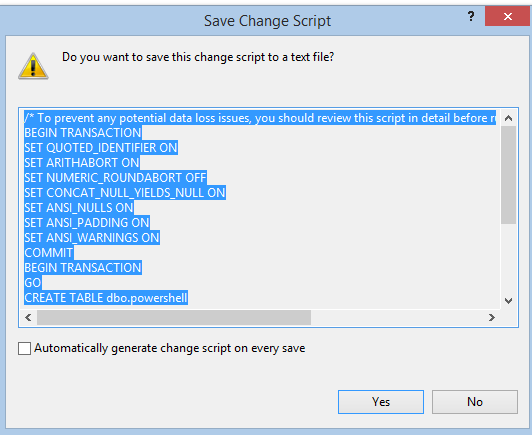 Save Change Script
?
Do you want to save this change script to a text file?
/* To prevent any potential data loss issues, you should review this script in detail before
BEGIN TRANSACTION
SET QUOTED_IDENTIFIER ON
SET ARITHABORT ON
SET NUMERIC_ROUNDABORT OFF
SET CONCAT_NULL_YIELDS_NULL ON
SET ANSI_NULLS ON
SET ANSI_PADDING ON
SET ANSI_WARNINGS ON
COMMIT
BEGIN TRANSACTION
GO
CREATE TABLE dbo.powershell
Automatically generate change script on every save
Yes No